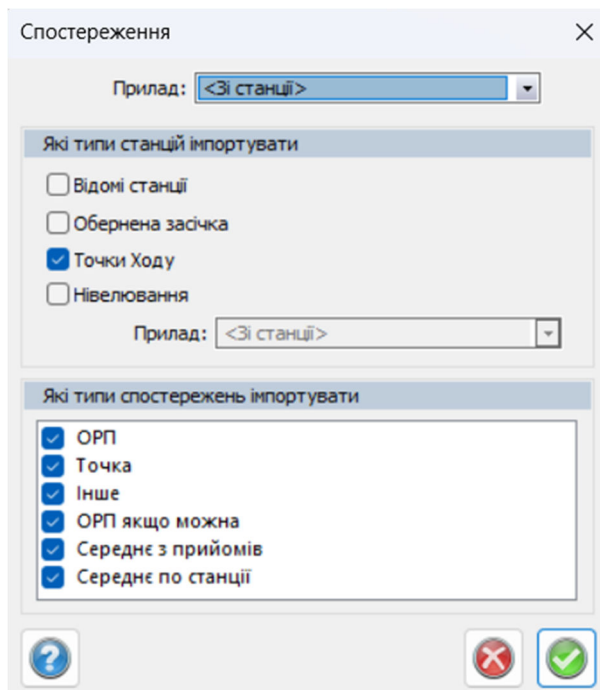 Спостереження
Прилад: <Зі станції>
Які типи станцій імпортувати
Відомі станції
Обернена засічка
Точки Ходу
Нівелювання
Прилад: <Зі станції>
Які типи спостережень імпортувати
ОРП
Точка
Інше
ОРП якщо можна
Середнє з прийомів
Середнє по станції